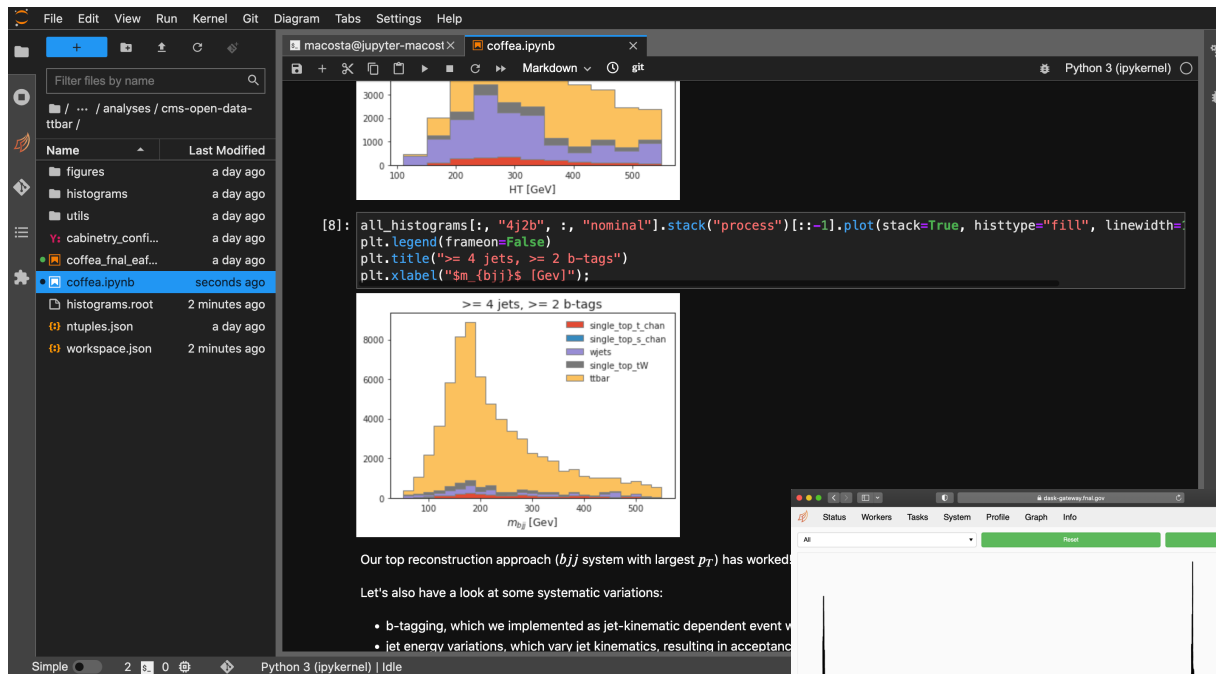 File Edit View Run Kernel Git Diagram Tabs Settings Help
+
Filter files by name
/ ··· / analyses / cms-open-data-
ttbar /
Name Last Modified
figures a day ago
histograms a day ago
utils a day ago
Y: cabinetry_confi... a day ago
coffea_fnal_eaf... a day ago
coffea.ipynb seconds ago
histograms.root 2 minutes ago
ntuples.json a day ago
workspace.json 2 minutes ago
macosta@jupyter-macost ×
coffea.ipynb ×
Markdown git Python 3 (ipykernel)
3000
2000
1000
0
100 200 300 400 500
HT [GeV]
[8]: all_histograms[:, "4j2b", :, "nominal"].stack("process")[::-1].plot(stack=True, histtype="fill", linewidth=
plt.legend(frameon=False)
plt.title(">= 4 jets, >= 2 b-tags")
plt.xlabel("$m_{bjj}$ [Gev]");
>= 4 jets, >= 2 b-tags
8000
6000
4000
2000
0
single_top_t_chan
single_top_s_chan
wjets
single_top_tW
ttbar
100 200 300 400 500
m_bjj [Gev]
Our top reconstruction approach (bjj system with largest p_T) has worked!
Let's also have a look at some systematic variations:
• b-tagging, which we implemented as jet-kinematic dependent event
• jet energy variations, which vary jet kinematics, resulting in
dask-gateway.fnal.gov
Status Workers Tasks System Profile Graph Info
All Reset
Simple 2 $_ 0 Python 3 (ipykernel) | Idle